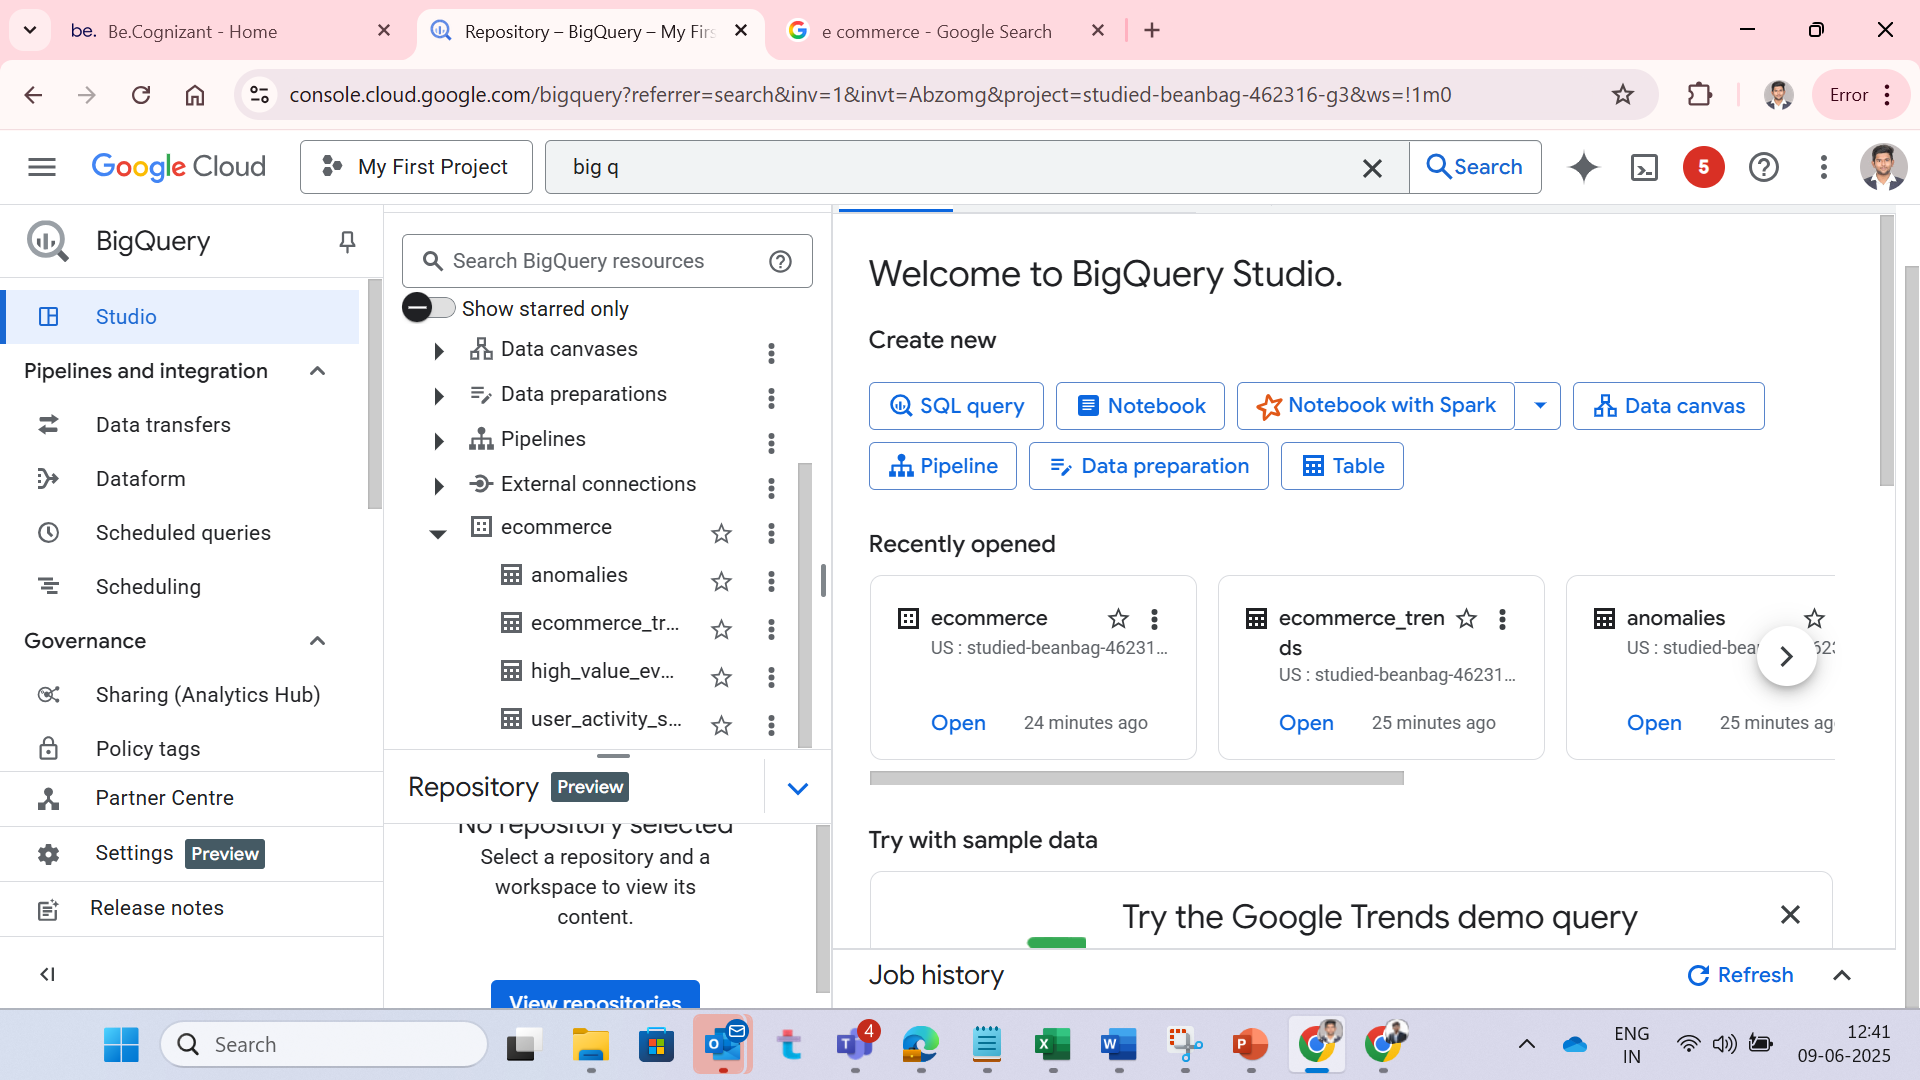 be. Be.Cognizant - Home
Repository – BigQuery – My Firs
e commerce - Google Search
console.cloud.google.com/bigquery?referrer=search&inv=1&invt=Abzomg&project=studied-beanbag-462316-g3&ws=!1m0
Error
Google Cloud
My First Project
big q
Search
5
BigQuery
Studio
Pipelines and integration
Data transfers
Dataform
Scheduled queries
Scheduling
Governance
Sharing (Analytics Hub)
Policy tags
Partner Centre
Settings Preview
Release notes
Search BigQuery resources
Show starred only
Data canvases
Data preparations
Pipelines
External connections
ecommerce
anomalies
ecommerce_tr...
high_value_ev...
user_activity_s...
Repository Preview
No repository selected
Select a repository and a
workspace to view its
content.
View repositories
Welcome to BigQuery Studio.
Create new
SQL query
Notebook
Notebook with Spark
Data canvas
Pipeline
Data preparation
Table
Recently opened
ecommerce
US : studied-beanbag-46231...
Open 24 minutes ago
ecommerce_tren
ds
US : studied-beanbag-46231...
Open 25 minutes ago
anomalies
US : studied-bea
Open 25 minutes ag
Try with sample data
Try the Google Trends demo query
Job history
Refresh
Search
4
ENG
IN
12:41
09-06-2025